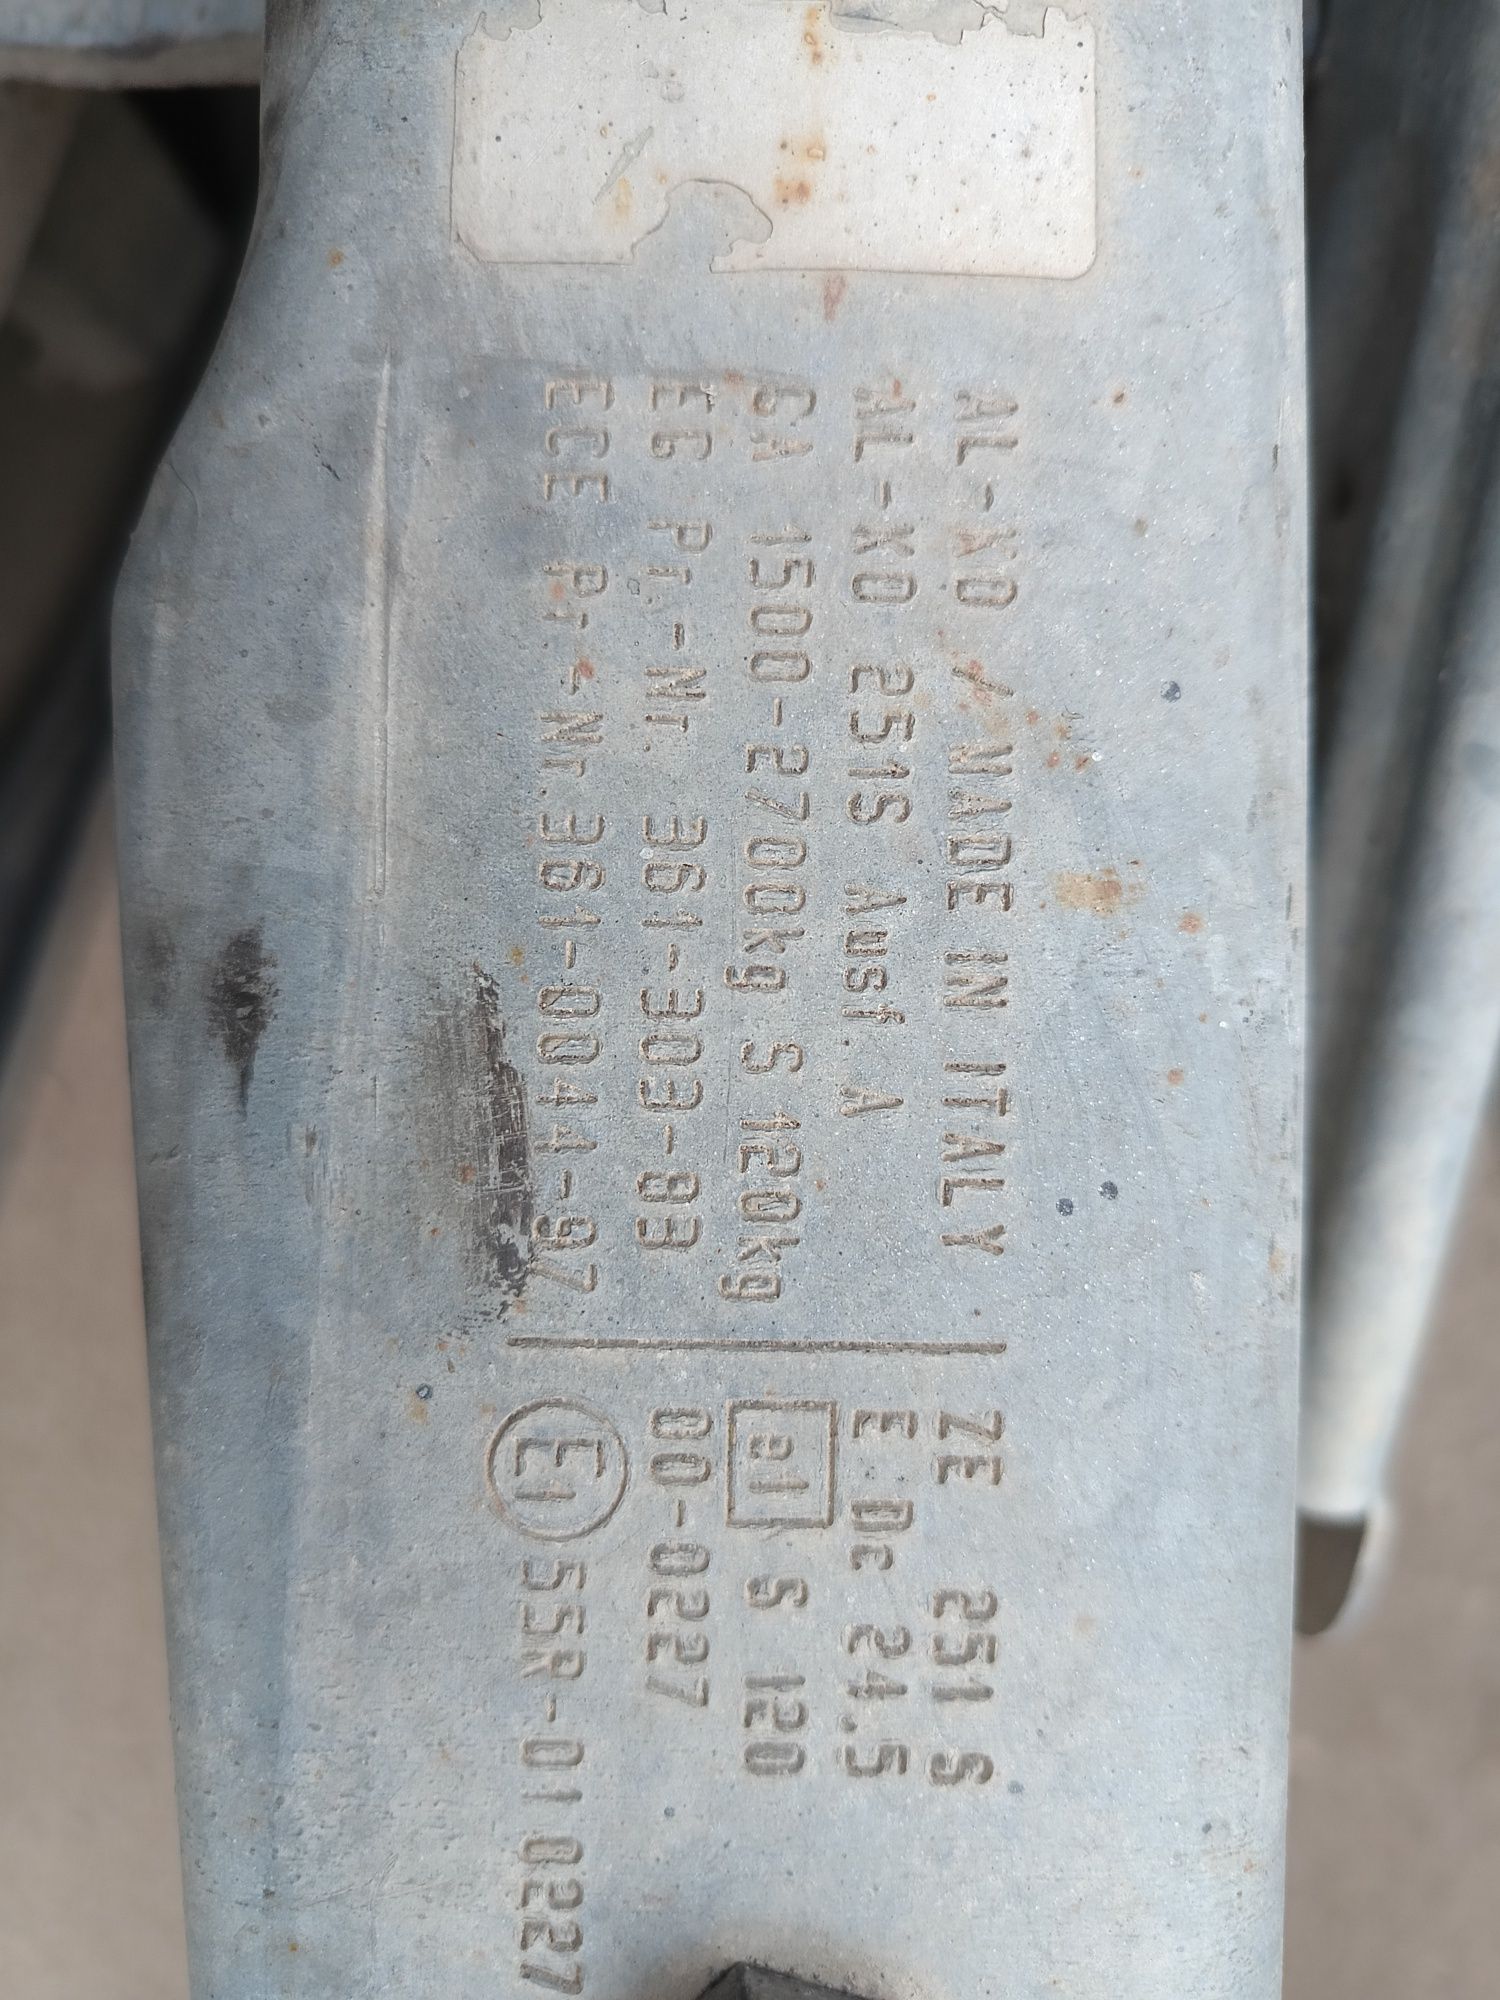 AL-KO / MADE IN ITALY
AL-KO 251S Ausf. A
GA 1500-2700kg S 120kg
EG Pr.-Nr. 361-303-83
ECE Pr-Nr.361-0044-97
ZE 251 S
E Dc 24,5
e1 S 120
00-0227
E1 55R-01 0227